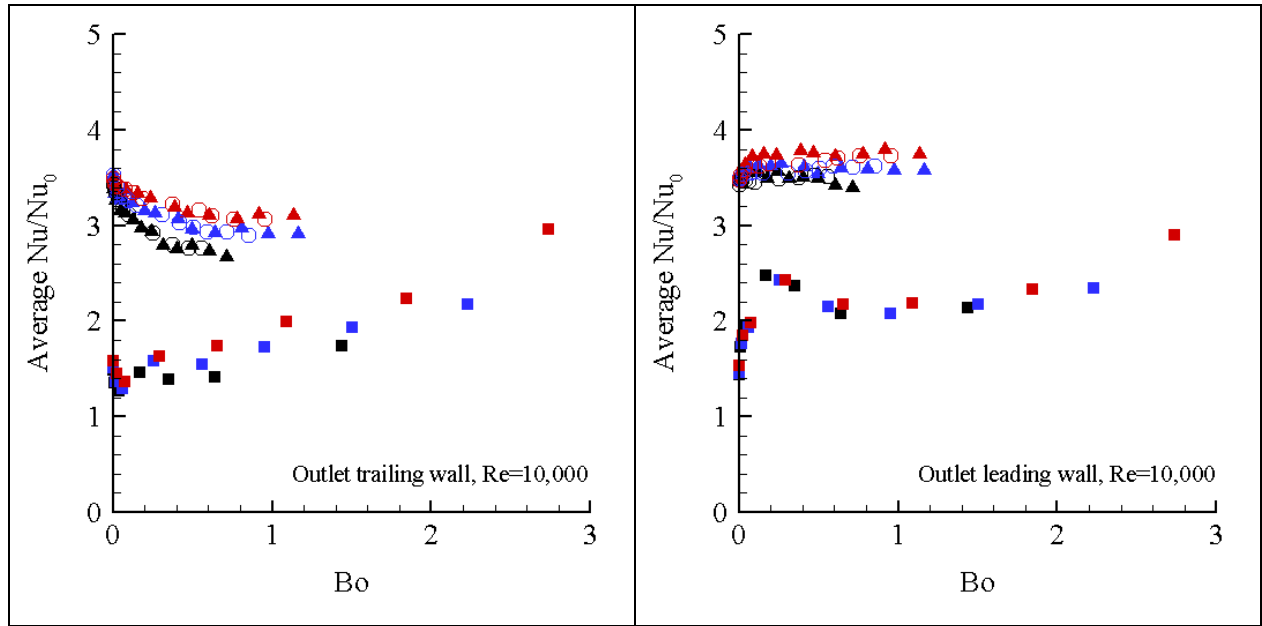 5
4
3
2
1
0
Average Nu/Nu₀
Outlet trailing wall, Re=10,000
0 1 2 3
Bo
5
4
3
2
1
0
Average Nu/Nu₀
Outlet leading wall, Re=10,000
0 1 2 3
Bo